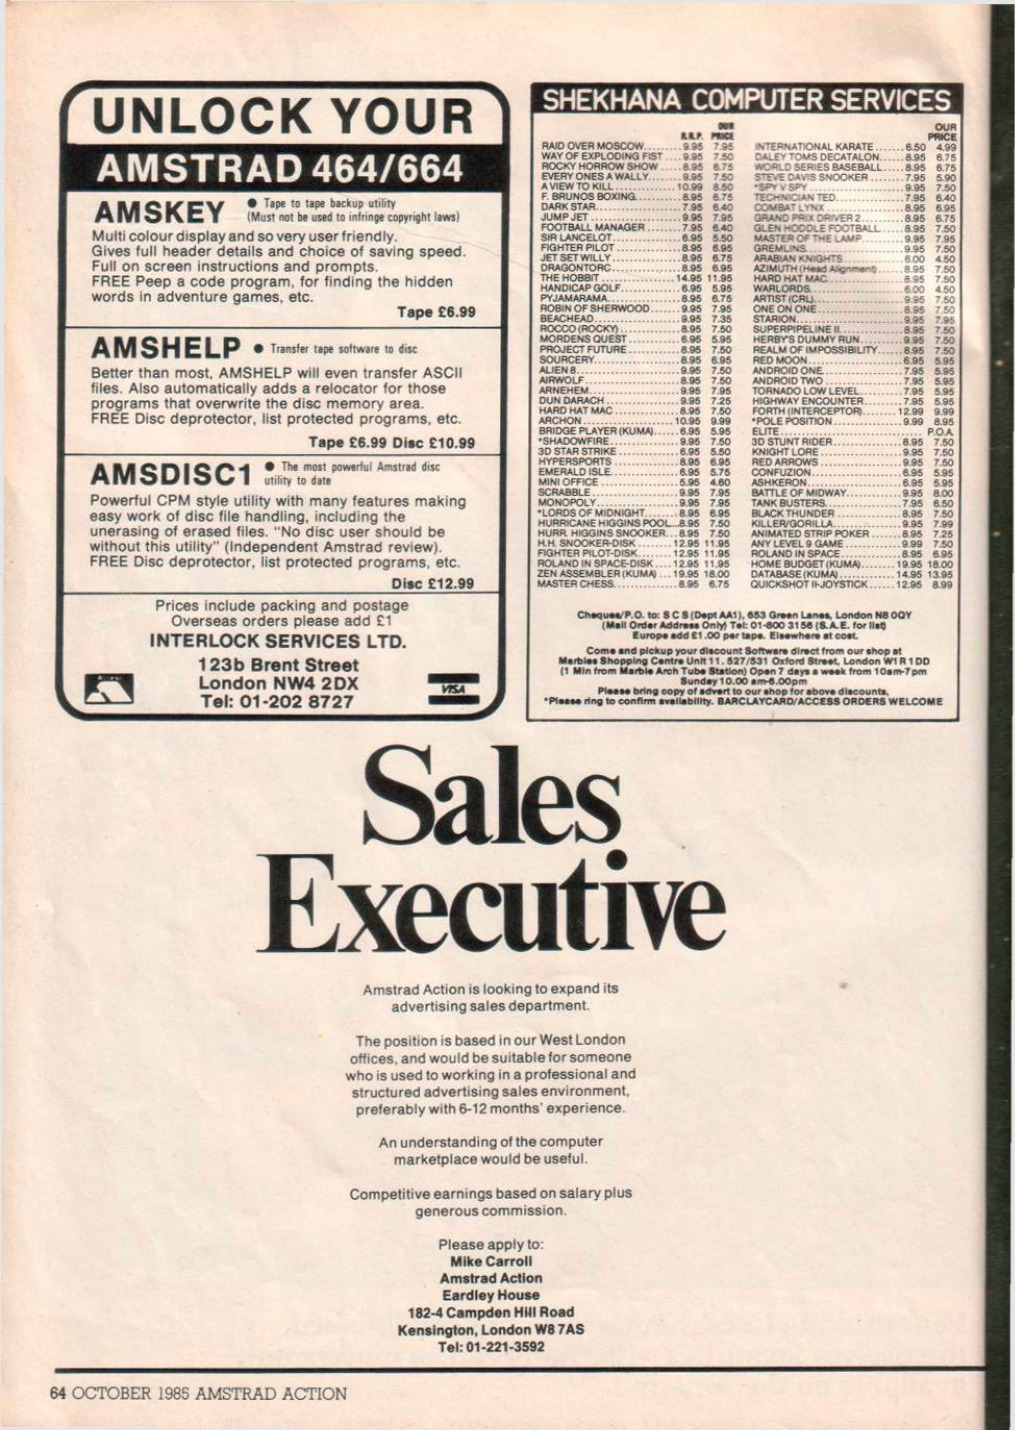 UNLOCK YOUR
AMSTRAD 464/664
AMSKEY ● Tape to tape backup utility
(Must not be used to infringe copyright laws)
Multi colour display and so very user friendly.
Gives full header details and choice of saving speed.
Full on screen instructions and prompts.
FREE Peep a code program, for finding the hidden
words in adventure games, etc.
Tape £6.99
AMSHELP ● Transfer tape software to disc
Better than most, AMSHELP will even transfer ASCII
files. Also automatically adds a relocator for those
programs that overwrite the disc memory area.
FREE Disc deprotector, list protected programs, etc.
Tape £6.99 Disc £10.99
AMSDISC1 ● The most powerful Amstrad disc
utility to date
Powerful CPM style utility with many features making
easy work of disc file handling, including the
unerasing of erased files. "No disc user should be
without this utility" (Independent Amstrad review).
FREE Disc deprotector, list protected programs, etc.
Disc £12.99
Prices include packing and postage
Overseas orders please add £1
INTERLOCK SERVICES LTD.
123b Brent Street
London NW4 2DX
Tel: 01-202 8727
Access
VISA
SHEKHANA COMPUTER SERVICES
R.R.P. OUR PRICE
RAID OVER MOSCOW 9.95 7.95
WAY OF EXPLODING FIST 9.95 7.50
ROCKY HORROW SHOW 8.95 6.75
EVERY ONES A WALLY 9.95 7.50
A VIEW TO KILL 10.99 8.50
F. BRUNOS BOXING 8.95 6.75
DARK STAR 7.95 6.40
JUMP JET 9.95 7.95
FOOTBALL MANAGER 7.95 6.40
SIR LANCELOT 6.95 5.50
FIGHTER PILOT 8.95 6.95
JET SET WILLY 8.95 6.75
DRAGONTORC 8.95 6.95
THE HOBBIT 14.95 11.95
HANDICAP GOLF 6.95 5.95
PYJAMARAMA 8.95 6.75
ROBIN OF SHERWOOD 9.95 7.95
BEACHEAD 9.95 7.35
ROCCO (ROCKY) 8.95 7.50
MORDENS QUEST 6.95 5.95
PROJECT FUTURE 8.95 7.50
SOURCERY 8.95 6.95
ALIEN 8 9.95 7.50
AIRWOLF 8.95 7.50
ARNEHEM 9.95 7.95
DUN DARACH 9.95 7.25
HARD HAT MAC 8.95 7.50
ARCHON 10.95 9.99
BRIDGE PLAYER (KUMA) 6.95 5.95
*SHADOWFIRE 9.95 7.50
3D STAR STRIKE 6.95 5.50
HYPERSPORTS 8.95 6.95
EMERALD ISLE 6.95 5.75
MINI OFFICE 5.95 4.60
SCRABBLE 9.95 7.95
MONOPOLY 9.95 7.95
*LORDS OF MIDNIGHT 8.95 6.95
HURRICANE HIGGINS POOL 8.95 7.50
HURR. HIGGINS SNOOKER 8.95 7.50
H.H. SNOOKER-DISK 12.95 11.95
FIGHTER PILOT-DISK 12.95 11.95
ROLAND IN SPACE-DISK 12.95 11.95
ZEN ASSEMBLER (KUMA) 19.95 18.00
MASTER CHESS 8.95 6.75
OUR PRICE
INTERNATIONAL KARATE 6.50 4.99
DALEY TOMS DECATALON 8.95 6.75
WORLD SERIES BASEBALL 8.95 6.75
STEVE DAVIS SNOOKER 7.95 5.90
*SPY V SPY 9.95 7.50
TECHNICIAN TED 7.95 6.40
COMBAT LYNX 8.95 6.95
GRAND PRIX DRIVER 2 8.95 6.75
GLEN HODDLE FOOTBALL 8.95 7.50
MASTER OF THE LAMP 9.95 7.95
GREMLINS 9.95 7.50
ARABIAN KNIGHTS 6.00 4.50
AZIMUTH (Head Alignment) 8.95 7.50
HARD HAT MAC 8.95 7.50
WARLORDS 6.00 4.50
ARTIST (CRL) 9.95 7.50
ONE ON ONE 8.95 7.50
STARION 9.95 7.95
SUPERPIPELINE II 8.95 7.50
HERBY'S DUMMY RUN 9.95 7.50
REALM OF IMPOSSIBILITY 8.95 7.50
RED MOON 6.95 5.95
ANDROID ONE 7.95 5.95
ANDROID TWO 7.95 5.95
TORNADO LOW LEVEL 7.95 5.95
HIGHWAY ENCOUNTER 7.95 5.95
FORTH (INTERCEPTOR) 12.99 9.99
*POLE POSITION 9.99 8.95
ELITE P.O.A.
3D STUNT RIDER 8.95 7.50
KNIGHT LORE 9.95 7.50
RED ARROWS 9.95 7.50
CONFUZION 6.95 5.95
ASHKERON 6.95 5.95
BATTLE OF MIDWAY 9.95 8.00
TANK BUSTERS 7.95 6.50
BLACK THUNDER 8.95 7.50
KILLER/GORILLA 9.95 7.99
ANIMATED STRIP POKER 8.95 7.25
ANY LEVEL 9 GAME 9.99 7.50
ROLAND IN SPACE 8.95 6.95
HOME BUDGET (KUMA) 19.95 18.00
DATABASE (KUMA) 14.95 13.95
QUICKSHOT II-JOYSTICK 12.95 8.99
Cheques/P.O. to: S C S (Dept AA1), 653 Green Lanes, London N8 0QY
(Mail Order Address Only) Tel: 01-800 3156 (S.A.E. for list)
Europe add £1.00 per tape. Elsewhere at cost.
Come and pickup your discount Software direct from our shop at
Marbles Shopping Centre Unit 11. 527/531 Oxford Street, London W1R 1DD
(1 Min from Marble Arch Tube Station) Open 7 days a week from 10am-7pm
Sunday 10.00 am-6.00pm
Please bring copy of advert to our shop for above discounts,
*Please ring to confirm availability. BARCLAYCARD/ACCESS ORDERS WELCOME
Sales
Executive
Amstrad Action is looking to expand its
advertising sales department.
The position is based in our West London
offices, and would be suitable for someone
who is used to working in a professional and
structured advertising sales environment,
preferably with 6-12 months' experience.
An understanding of the computer
marketplace would be useful.
Competitive earnings based on salary plus
generous commission.
Please apply to:
Mike Carroll
Amstrad Action
Eardley House
182-4 Campden Hill Road
Kensington, London W8 7AS
Tel: 01-221-3592
64 OCTOBER 1985 AMSTRAD ACTION